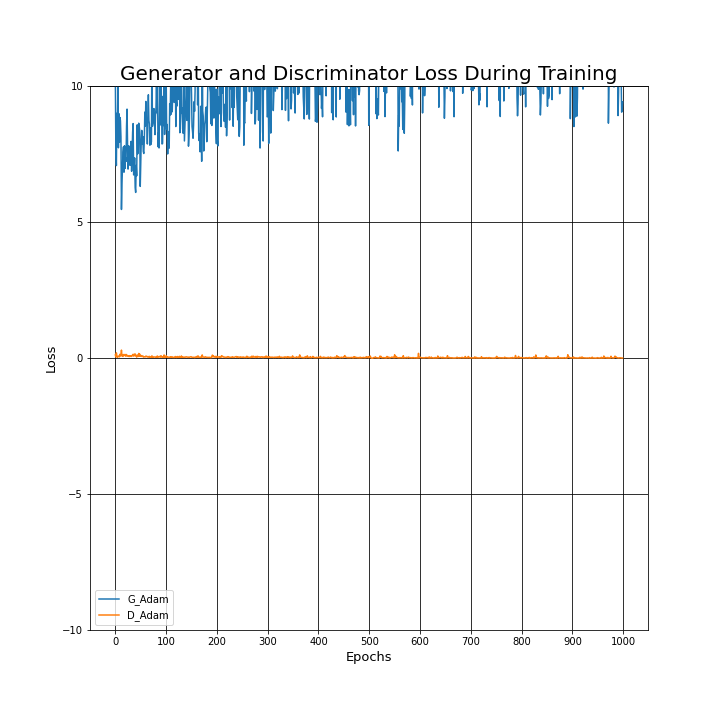 Generator and Discriminator Loss During Training
10
5
0
−5
−10
Loss
G_Adam
D_Adam
0 100 200 300 400 500 600 700 800 900 1000
Epochs